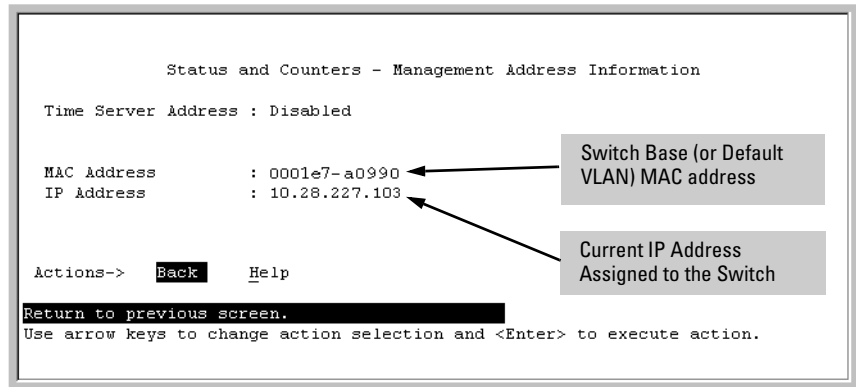 Status and Counters - Management Address Information
Time Server Address : Disabled
MAC Address : 0001e7-a0990
IP Address : 10.28.227.103
Switch Base (or Default
VLAN) MAC address
Current IP Address
Assigned to the Switch
Actions-> Back Help
Return to previous screen.
Use arrow keys to change action selection and <Enter> to execute action.